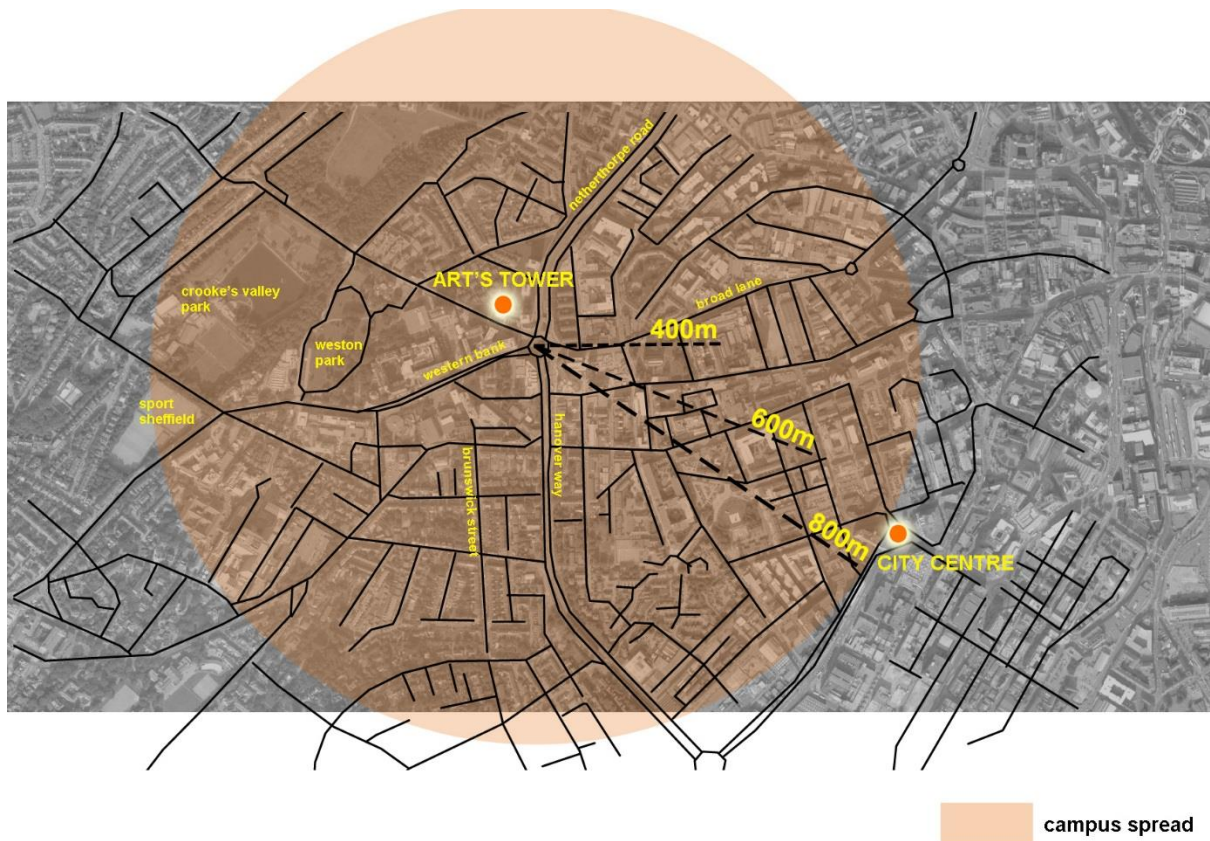 netherthorpe road
ART'S TOWER
crooke's valley
park
broad lane
400m
weston
park
western bank
sport
sheffield
hanover way
600m
brunswick street
800m
CITY CENTRE
campus spread